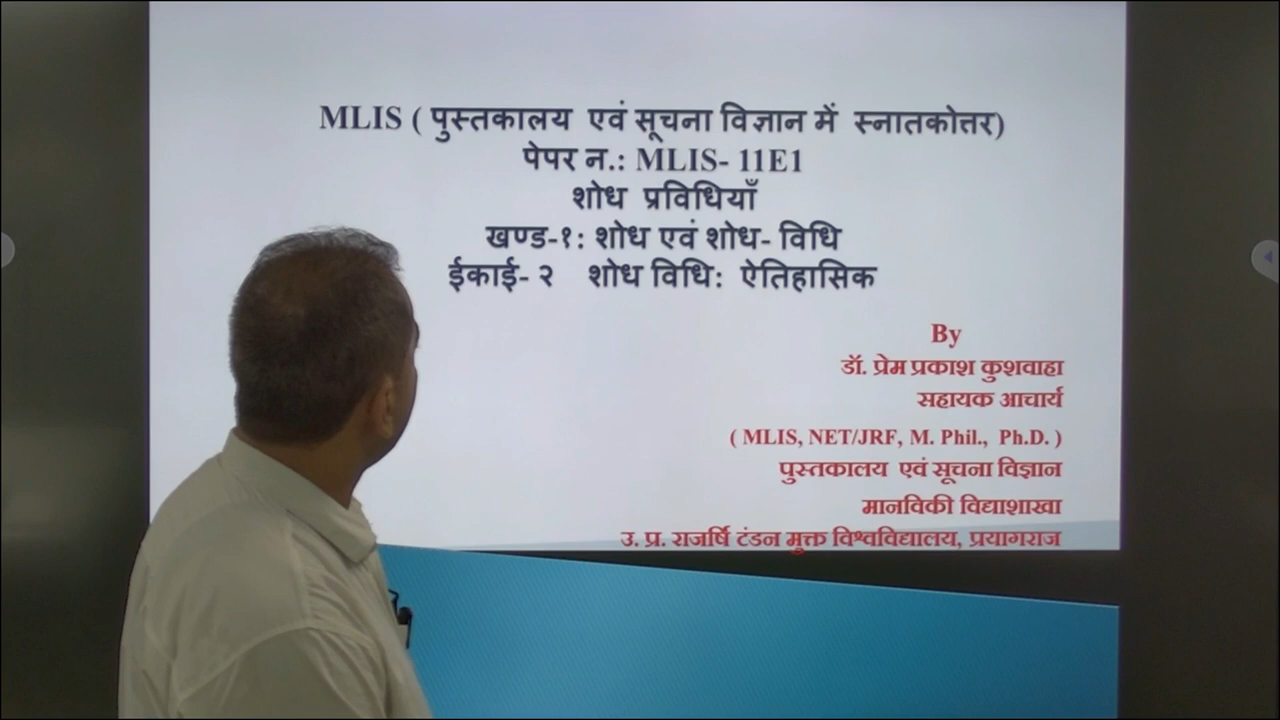 MLIS ( पुस्तकालय एवं सूचना विज्ञान में स्नातकोत्तर)
पेपर न.: MLIS- 11E1
शोध प्रविधियाँ
खण्ड-१: शोध एवं शोध- विधि
ईकाई- २ शोध विधि: ऐतिहासिक
By
डॉ. प्रेम प्रकाश कुशवाहा
सहायक आचार्य
( MLIS, NET/JRF, M. Phil., Ph.D. )
पुस्तकालय एवं सूचना विज्ञान
मानविकी विद्याशाखा
उ. प्र. राजर्षि टंडन मुक्त विश्वविद्यालय, प्रयागराज